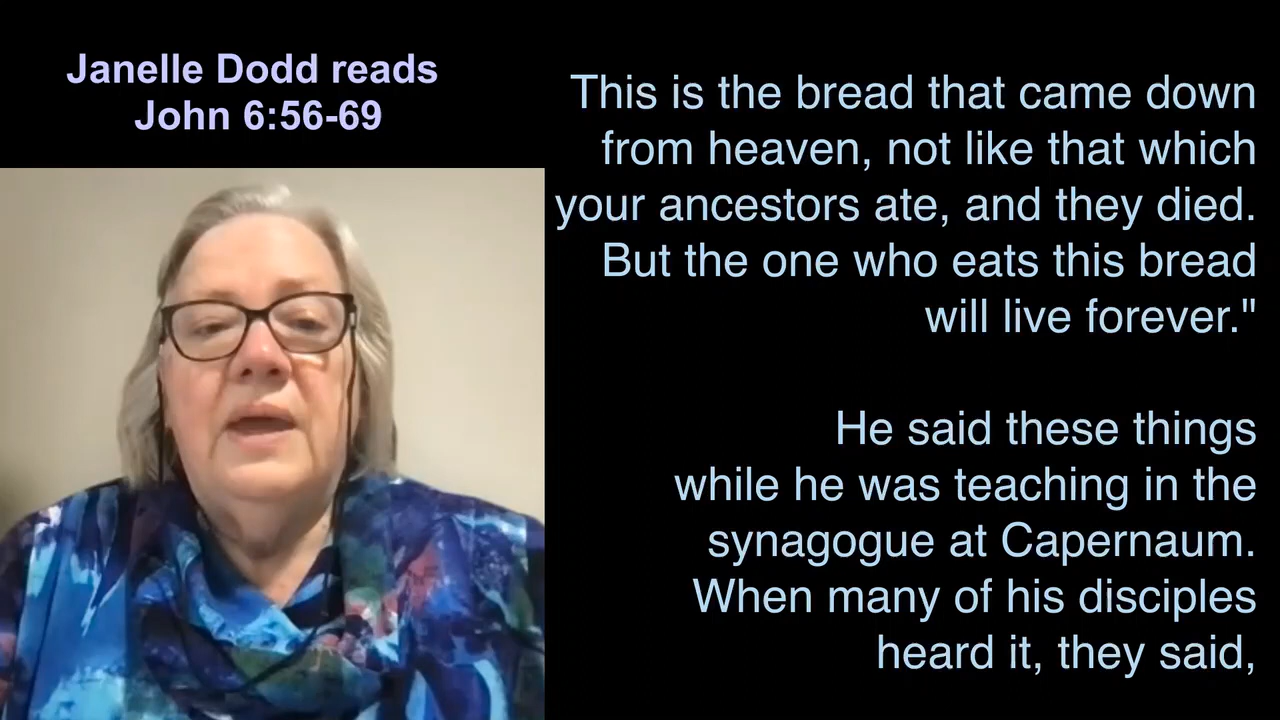 Janelle Dodd reads
John 6:56-69
This is the bread that came down
from heaven, not like that which
your ancestors ate, and they died.
But the one who eats this bread
will live forever."
He said these things
while he was teaching in the
synagogue at Capernaum.
When many of his disciples
heard it, they said,